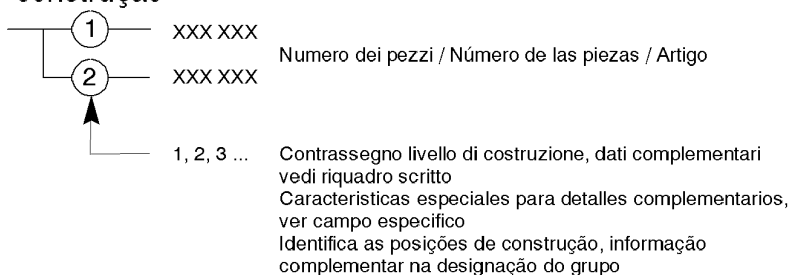 1 XXX XXX
Numero dei pezzi / Número de las piezas / Artigo
2 XXX XXX
1, 2, 3 ... Contrassegno livello di costruzione, dati complementari
vedi riquadro scritto
Caracteristicas especiales para detalles complementarios,
ver campo especifico
Identifica as posições de construção, informação
complementar na designação do grupo